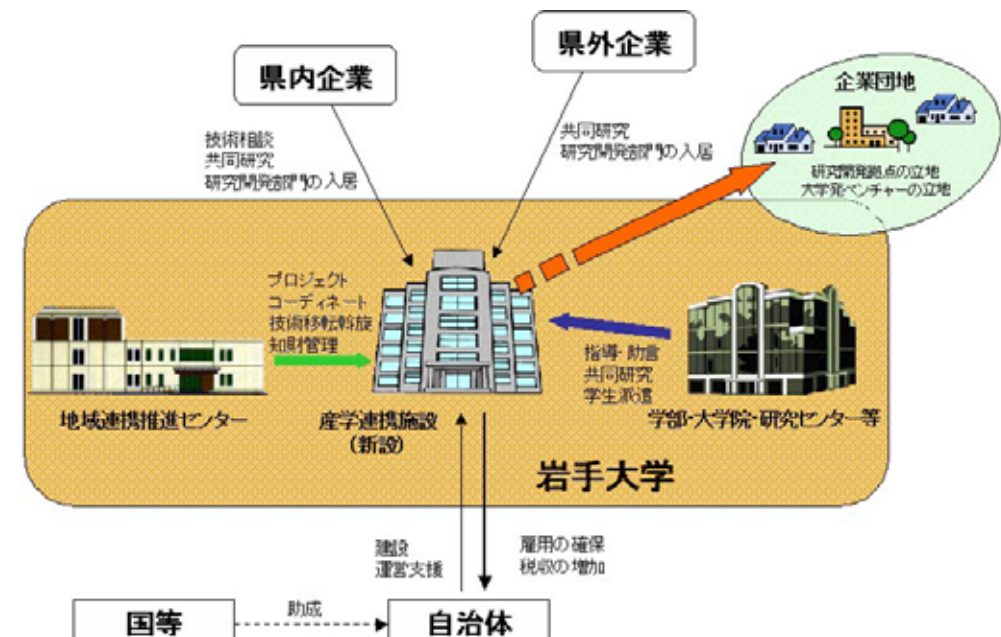 県外企業
県内企業
企業団地
技術相談
共同研究
研究開発部門の入居
共同研究
研究開発部門の入居
研究開発拠点の立地
大学発ベンチャーの立地
プロジェクト
コーディネート
技術移転斡旋
知財管理
指導・助言
共同研究
学生派遣
地域連携推進センター
産学連携施設
(新設)
学部・大学院・研究センター等
岩手大学
建設
運営支援
雇用の確保
税収の増加
国等
助成
自治体